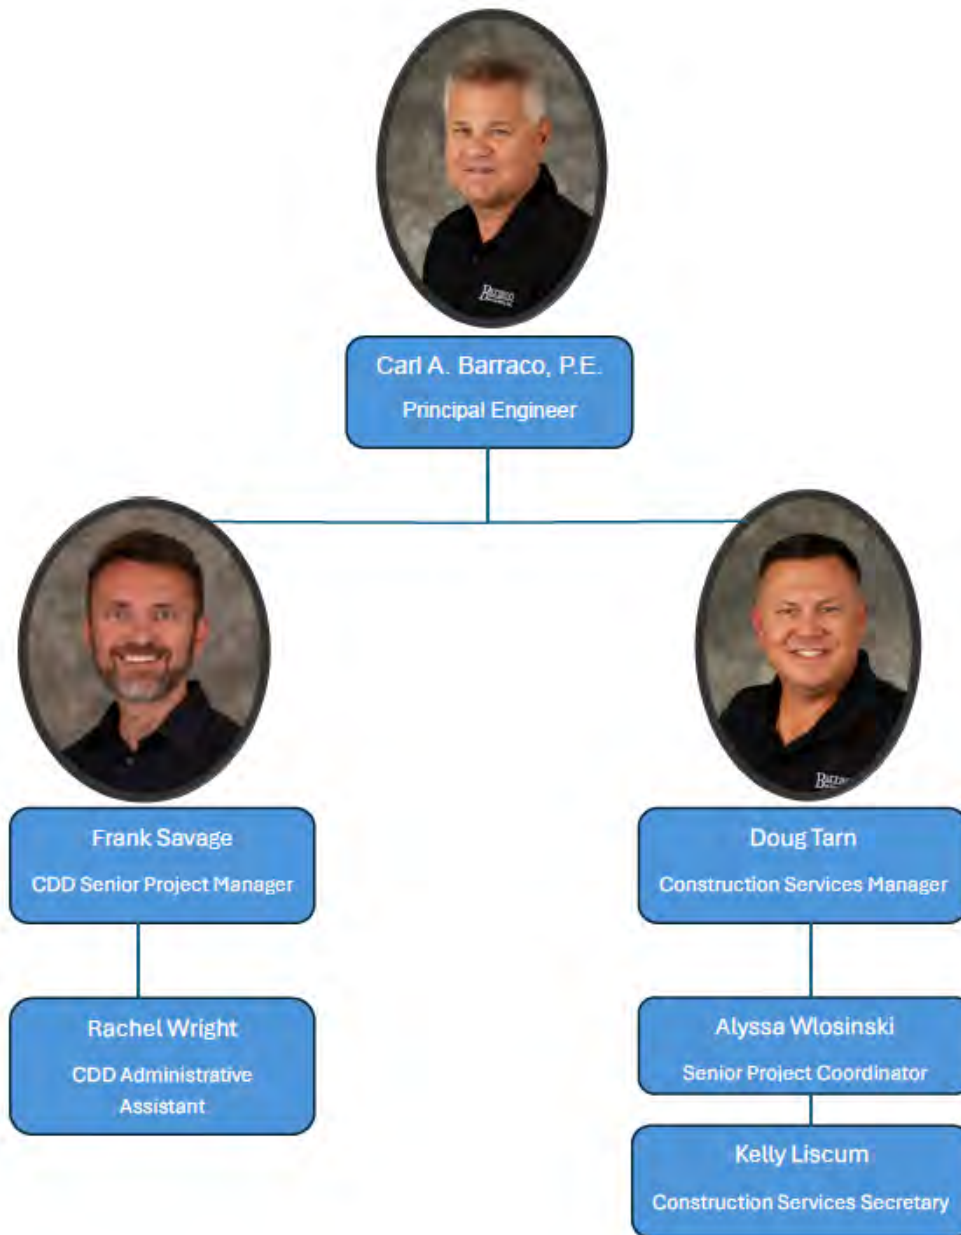 Barraco
Carl A. Barraco, P.E.
Principal Engineer
Frank Savage
CDD Senior Project Manager
Doug Tarn
Construction Services Manager
Rachel Wright
CDD Administrative
Assistant
Alyssa Wlosinski
Senior Project Coordinator
Kelly Liscum
Construction Services Secretary